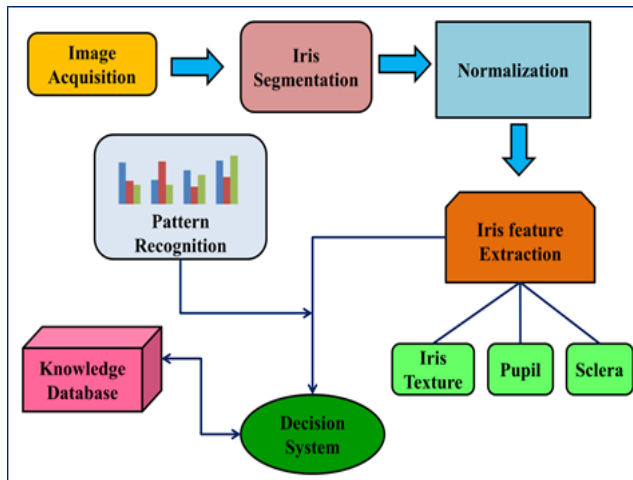 Image
Acquisition
Iris
Segmentation
Normalization
Pattern
Recognition
Iris feature
Extraction
Iris
Texture
Pupil
Sclera
Knowledge
Database
Decision
System